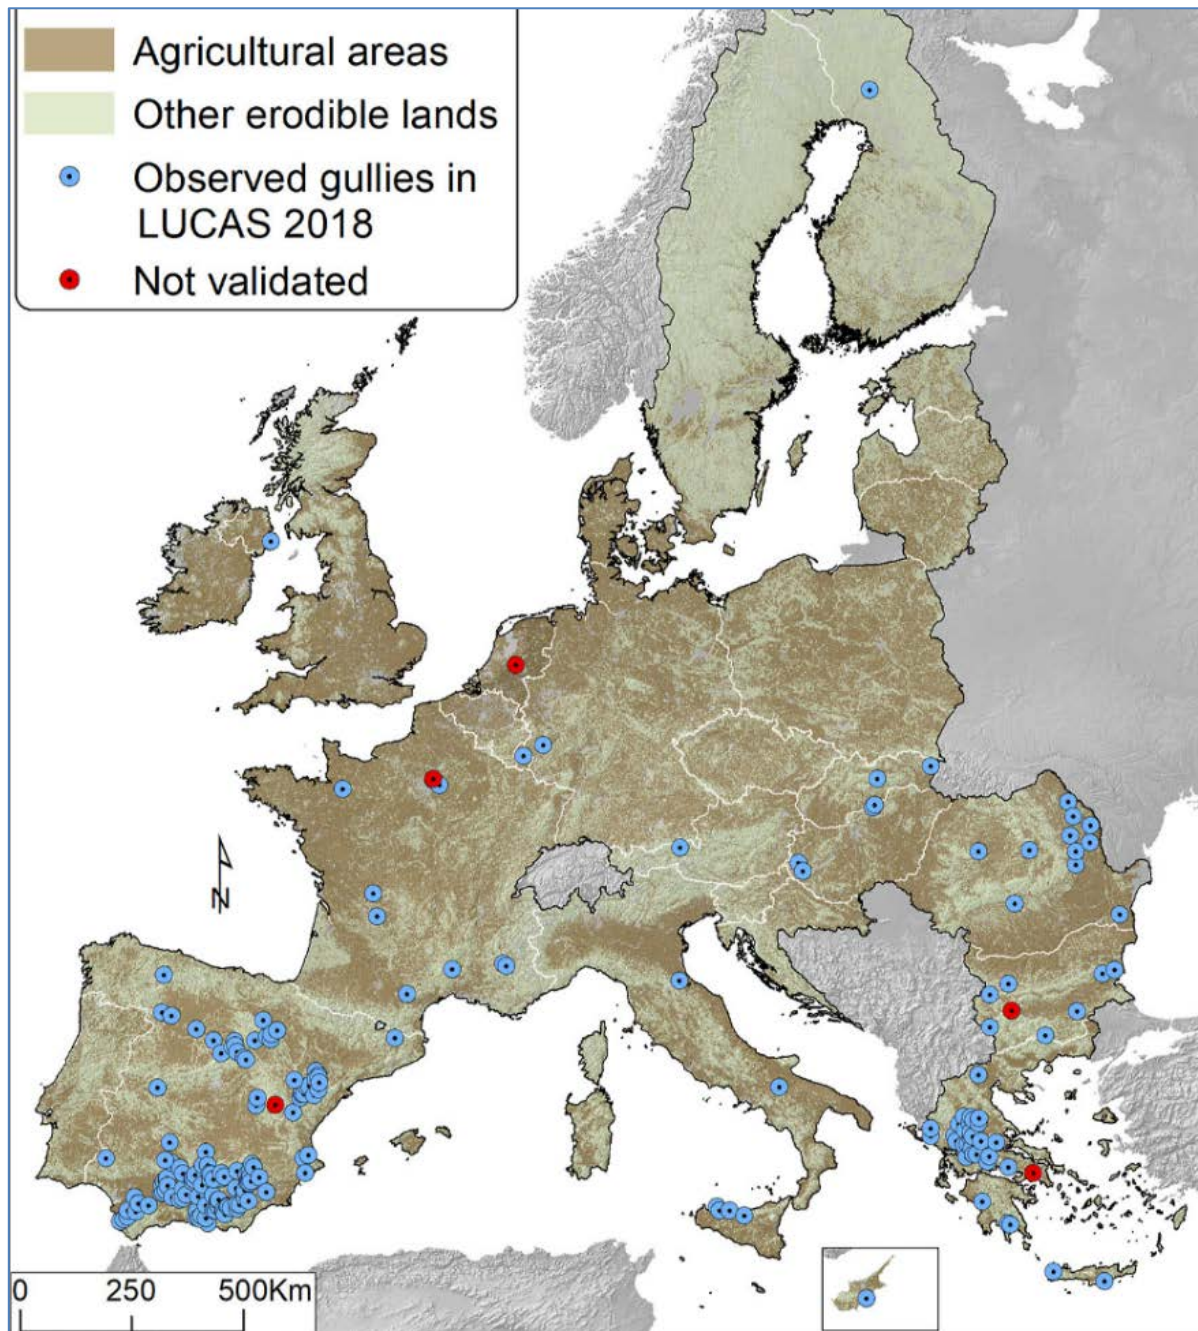 Agricultural areas
Other erodible lands
Observed gullies in
LUCAS 2018
Not validated
N
0 250 500Km